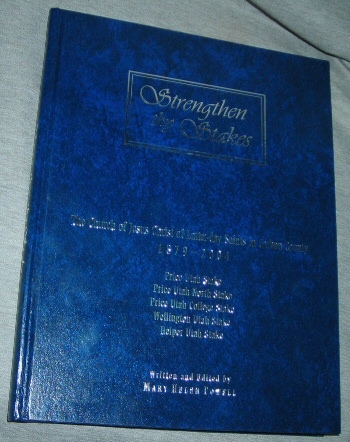 Strengthen
thy Stakes
The Church of Jesus Christ of Latter-day Saints in Carbon County
1879-2004
Price Utah Stake
Price Utah North Stake
Price Utah College Stake
Wellington Utah Stake
Helper Utah Stake
Written and Edited by
MARY HELEN POWELL